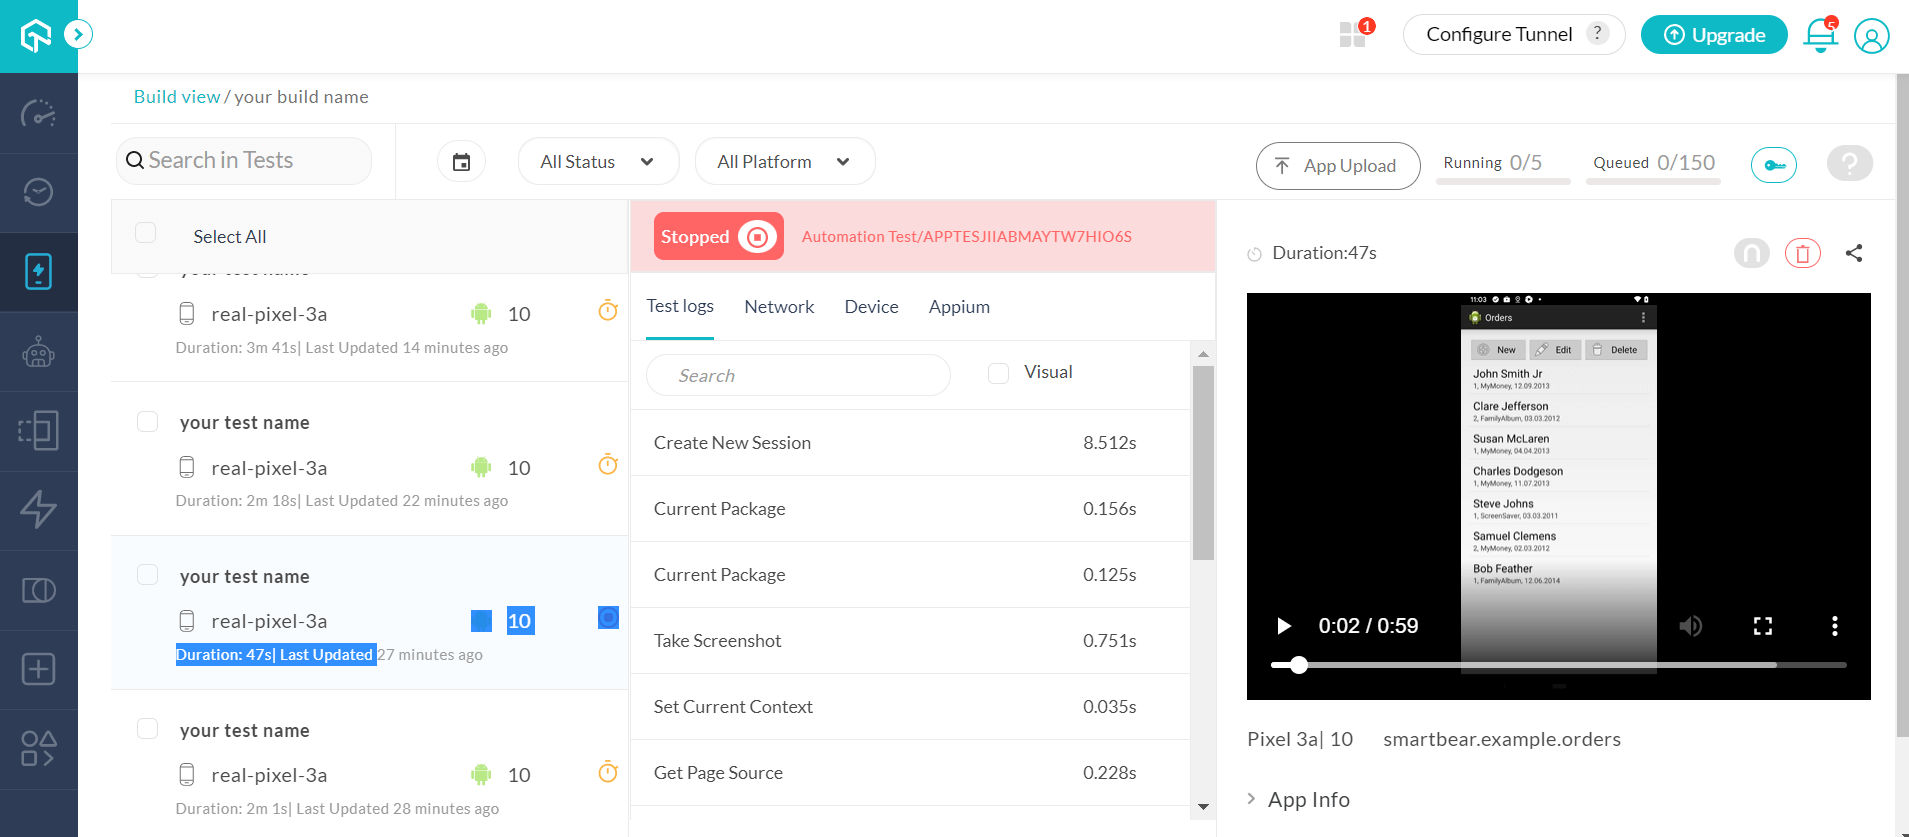 1
Configure Tunnel ?
Upgrade
5
Build view / your build name
Search in Tests
All Status
All Platform
App Upload
Running 0/5
Queued 0/150
?
Select All
your test name
real-pixel-3a 10
Duration: 3m 41s| Last Updated 14 minutes ago
your test name
real-pixel-3a 10
Duration: 2m 18s| Last Updated 22 minutes ago
your test name
real-pixel-3a 10
Duration: 47s| Last Updated 27 minutes ago
your test name
real-pixel-3a 10
Duration: 2m 1s| Last Updated 28 minutes ago
Stopped
Automation Test/APPTESJIIABMAYTW7HIO6S
Test logs Network Device Appium
Search
Visual
Create New Session 8.512s
Current Package 0.156s
Current Package 0.125s
Take Screenshot 0.751s
Set Current Context 0.035s
Get Page Source 0.228s
Duration:47s
11:03
Orders
New Edit Delete
John Smith Jr
1, MyMoney, 12.09.2013
Clare Jefferson
2, FamilyAlbum, 03.03.2012
Susan McLaren
1, MyMoney, 04.04.2013
Charles Dodgeson
1, MyMoney, 11.07.2013
Steve Johns
1, ScreenSaver, 03.03.2011
Samuel Clemens
2, MyMoney, 02.03.2012
Bob Feather
1, FamilyAlbum, 12.06.2014
0:02 / 0:59
Pixel 3a| 10 smartbear.example.orders
App Info